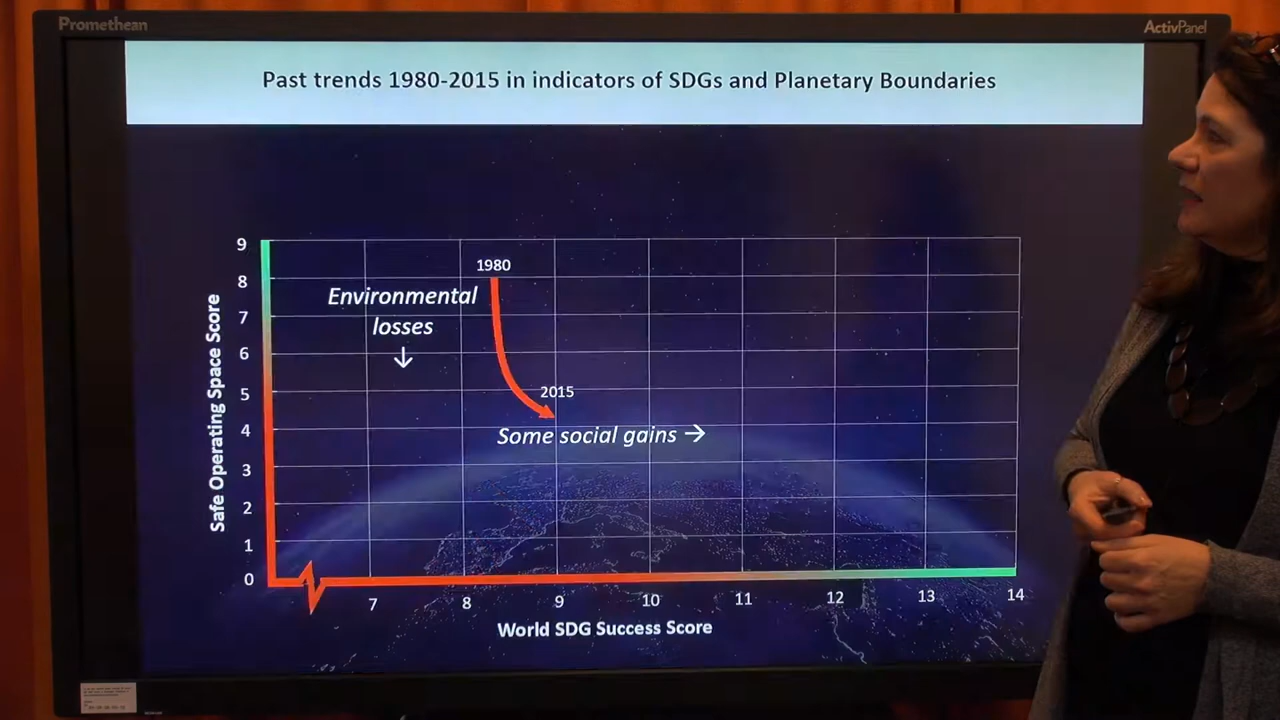 Promethean
ActivPanel
Past trends 1980-2015 in indicators of SDGs and Planetary Boundaries
9
8
7
6
5
4
3
2
1
0
Safe Operating Space Score
1980
Environmental
losses
↓
2015
Some social gains →
7 8 9 10 11 12 13 14
World SDG Success Score